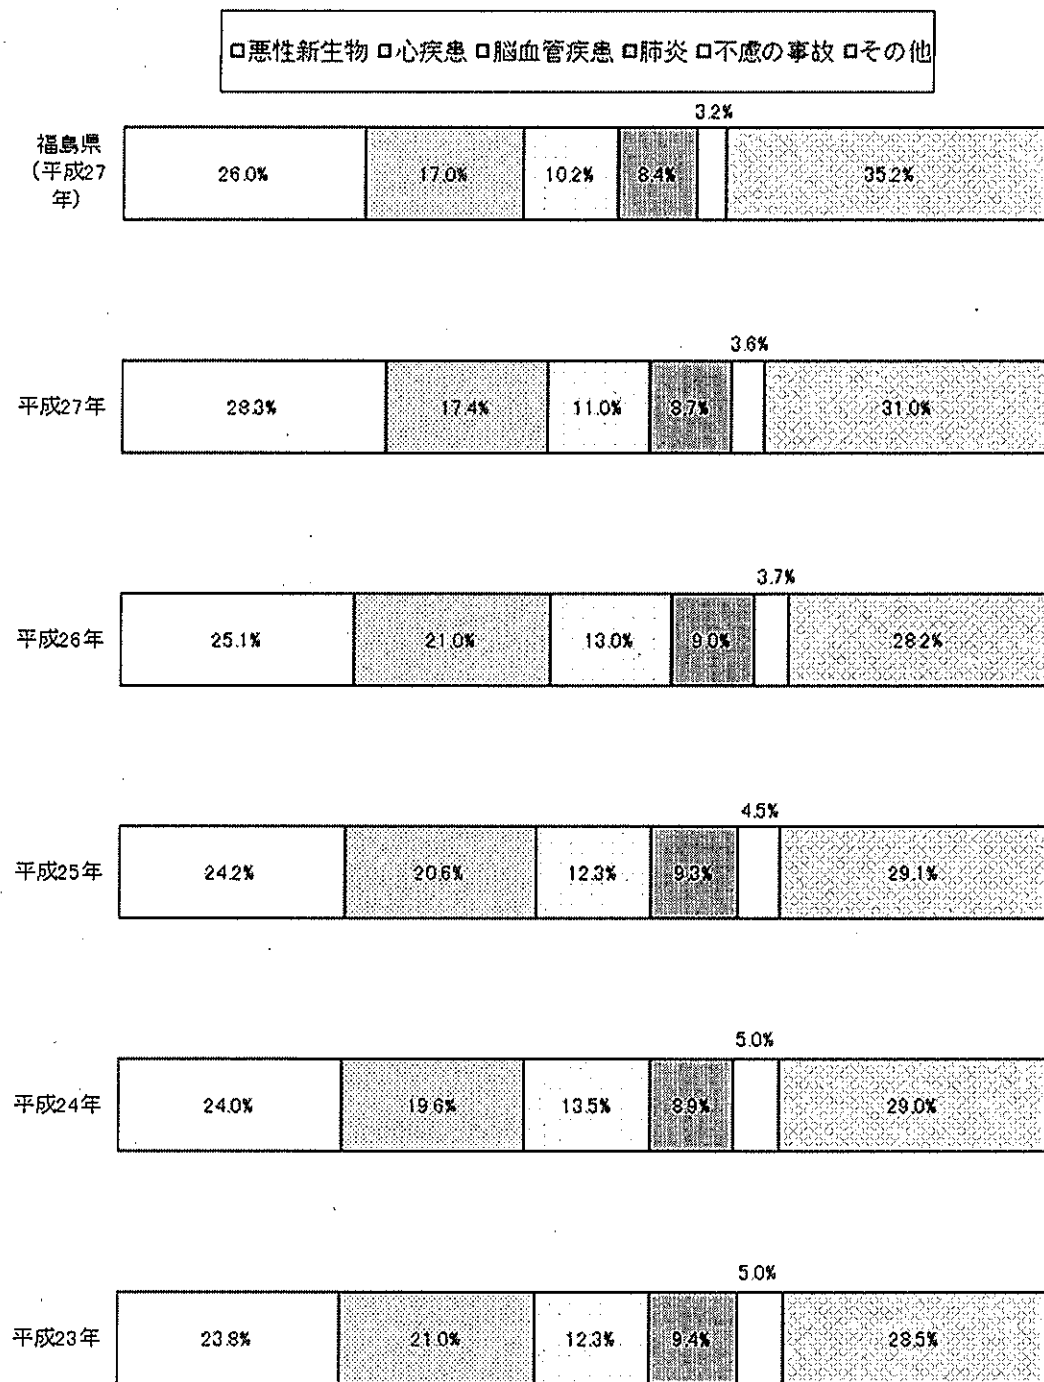 □悪性新生物 □心疾患 □脳血管疾患 □肺炎 □不慮の事故 □その他
3.2%
福島県
(平成27
年)
26.0% 17.0% 10.2% 8.4% 35.2%
3.6%
平成27年 28.3% 17.4% 11.0% 8.7% 31.0%
3.7%
平成26年 25.1% 21.0% 13.0% 9.0% 28.2%
4.5%
平成25年 24.2% 20.6% 12.3% 9.3% 29.1%
5.0%
平成24年 24.0% 19.6% 13.5% 8.9% 29.0%
5.0%
平成23年 23.8% 21.0% 12.3% 9.4% 28.5%